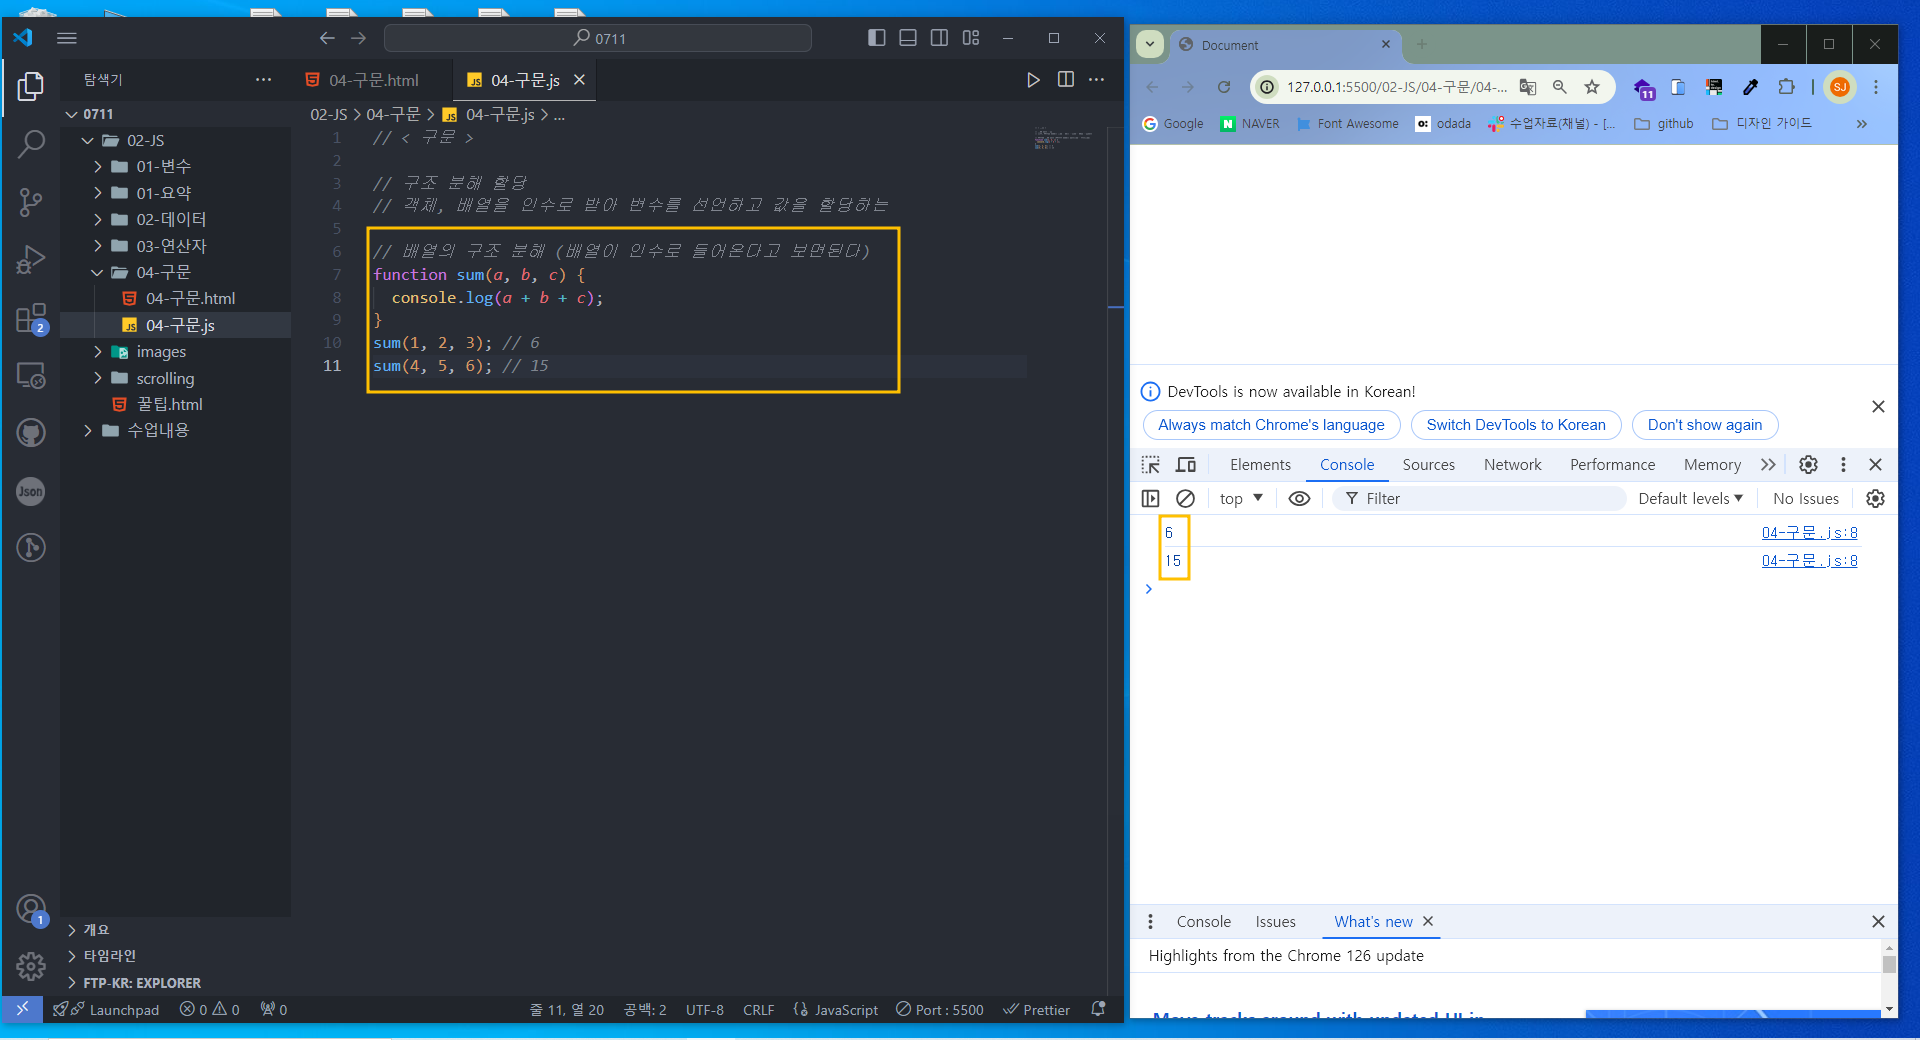 0711
탐색기
04-구문.html
04-구문.js
0711
02-JS
01-변수
01-요약
02-데이터
03-연산자
04-구문
04-구문.html
04-구문.js
images
scrolling
꿀팁.html
수업내용
개요
타임라인
FTP-KR: EXPLORER
2
Json
1
02-JS > 04-구문 > 04-구문.js > ...
1 // < 구문 >
2
3 // 구조 분해 할당
4 // 객체, 배열을 인수로 받아 변수를 선언하고 값을 할당하는
5
6 // 배열의 구조 분해 (배열이 인수로 들어온다고 보면된다)
7 function sum(a, b, c) {
8 console.log(a + b + c);
9 }
10 sum(1, 2, 3); // 6
11 sum(4, 5, 6); // 15
Launchpad 0 0 0 줄 11, 열 20 공백: 2 UTF-8 CRLF {} JavaScript Port : 5500 Prettier
Document
127.0.0.1:5500/02-JS/04-구문/04-...
11
SJ
Google NAVER Font Awesome odada 수업자료(채널) - [... github 디자인 가이드
DevTools is now available in Korean!
Always match Chrome's language Switch DevTools to Korean Don't show again
Elements Console Sources Network Performance Memory
top Filter Default levels No Issues
6 04-구문.js:8
15 04-구문.js:8
Console Issues What's new
Highlights from the Chrome 126 update